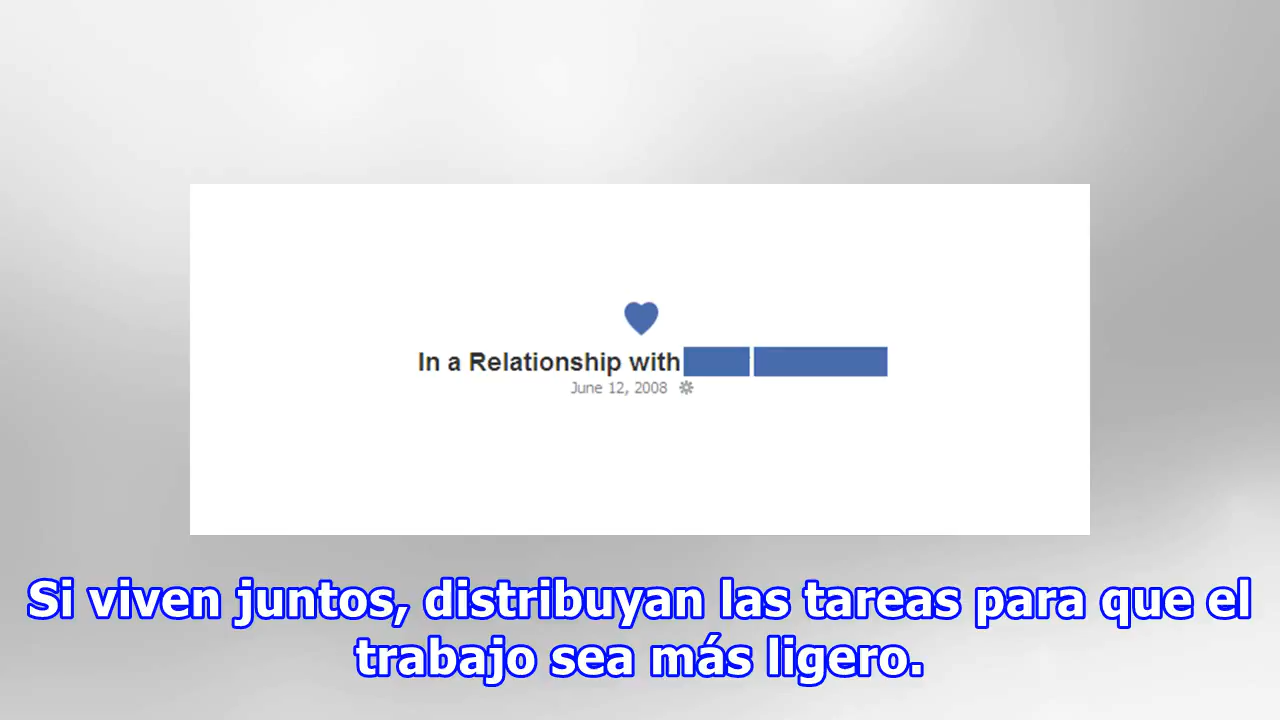 In a Relationship with
June 12, 2008
Si viven juntos, distribuyan las tareas para que el
trabajo sea más ligero.